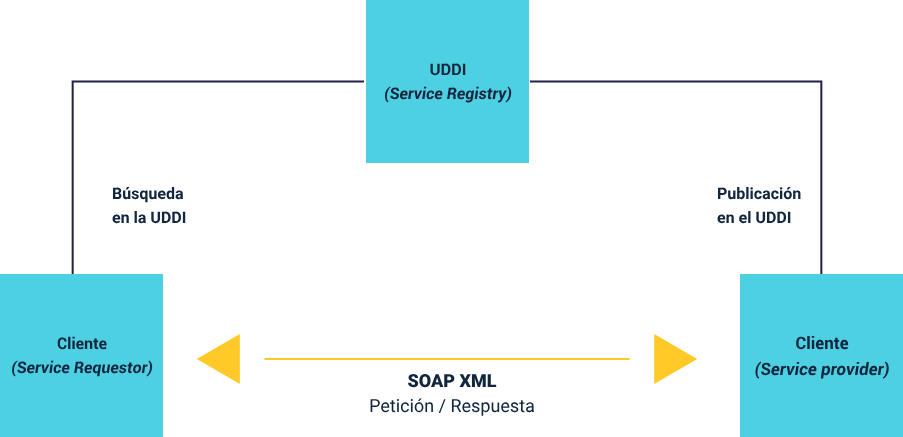 UDDI
(Service Registry)
Búsqueda
en la UDDI
Publicación
en el UDDI
Cliente
(Service Requestor)
SOAP XML
Petición / Respuesta
Cliente
(Service provider)